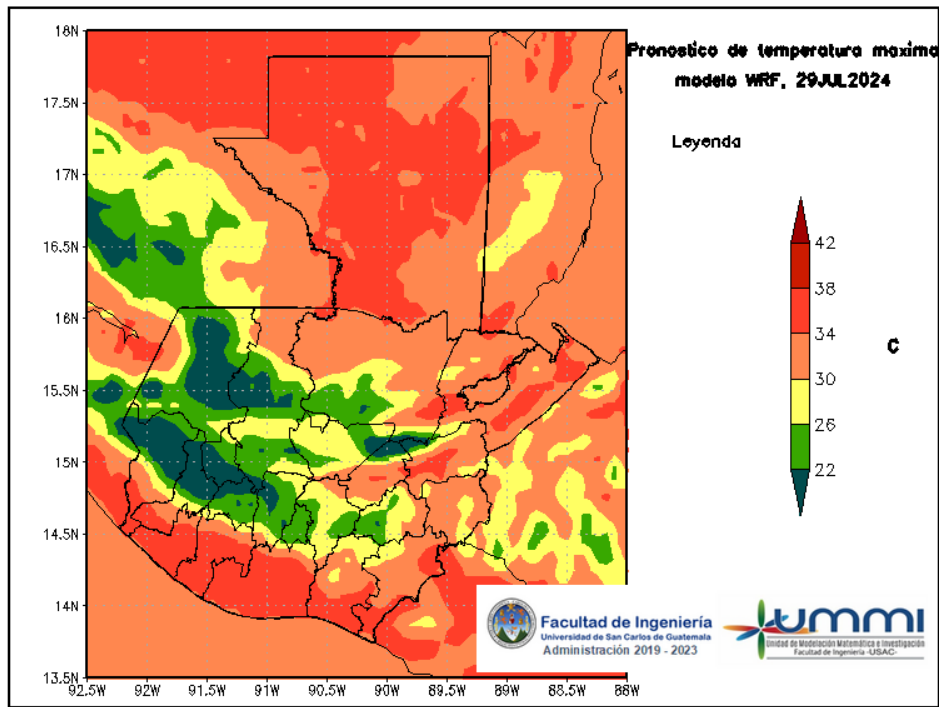 Pronostico de temperatura maxima
modelo WRF, 29JUL2024
Leyenda
42
38
34
30
26
22
C
18N
17.5N
17N
16.5N
16N
15.5N
15N
14.5N
14N
13.5N
92.5W
92W
91.5W
91W
90.5W
90W
89.5W
89W
88.5W
88W
Facultad de Ingeniería
Universidad de San Carlos de Guatemala
Administración 2019 - 2023
ummi
Unidad de Modelación Matemática e Investigación
Facultad de Ingeniería -USAC-